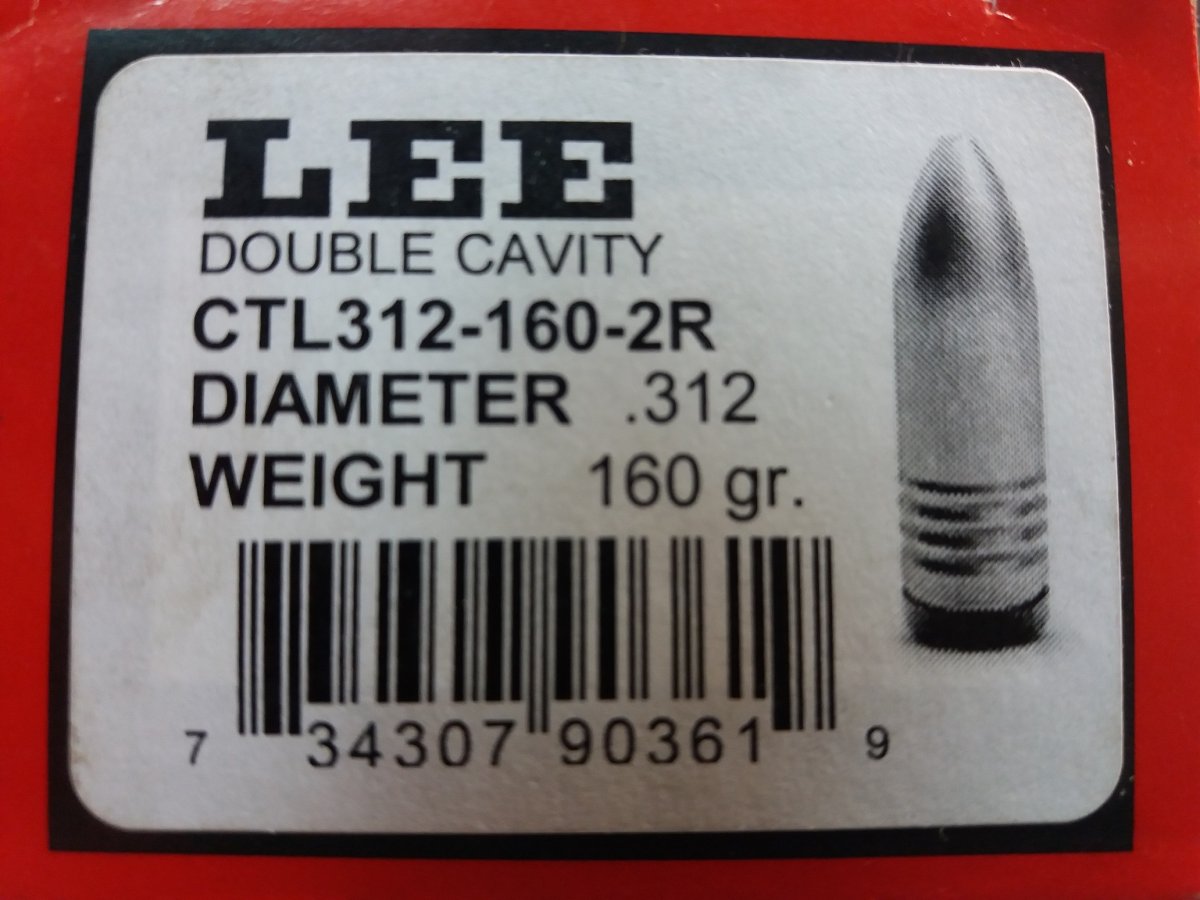 LEE
DOUBLE CAVITY
CTL312-160-2R
DIAMETER .312
WEIGHT 160 gr.
7 34307 90361 9